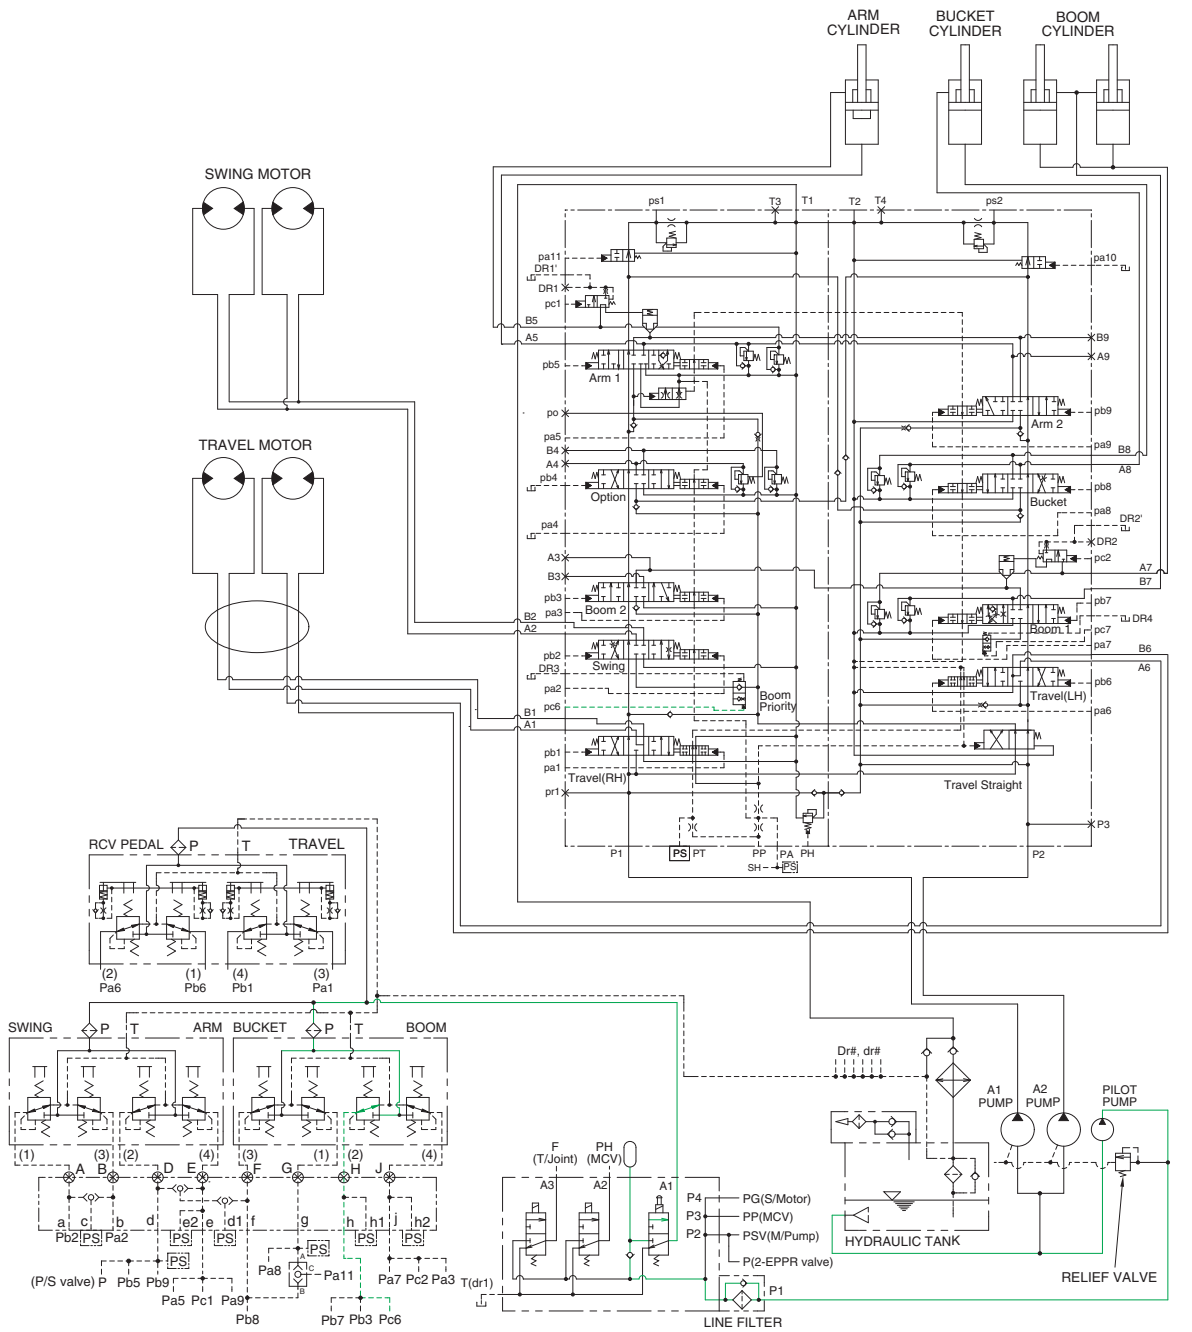 ARM
CYLINDER
BUCKET
CYLINDER
BOOM
CYLINDER
SWING MOTOR
TRAVEL MOTOR
ps1
T3
T1
T2
T4
ps2
pa11
DR1'
DR1
pc1
B5
A5
pb5
Arm 1
po
pa5
B4
A4
pb4
Option
pa4
A3
B3
pb3
Boom 2
pa3
B2
A2
pb2
Swing
DR3
pa2
pc6
Boom
Priority
B1
A1
pb1
pa1
Travel(RH)
pr1
pa10
B9
A9
pb9
Arm 2
pa9
B8
A8
pb8
Bucket
pa8
DR2'
DR2
pc2
A7
B7
pb7
Boom 1
DR4
pc7
pa7
B6
A6
pb6
Travel(LH)
pa6
Travel Straight
P3
P1
PS
PT
PP
PA
PH
P2
SH
PS
RCV PEDAL
P
T
TRAVEL
(2)
(1)
(4)
(3)
Pa6
Pb6
Pb1
Pa1
SWING
P
T
ARM
BUCKET
P
T
BOOM
(1)
(3)
(2)
(4)
(3)
(1)
(2)
(4)
A
B
D
E
F
G
H
J
a
c
b
d
e2
e
d1
f
g
h
h1
j
h2
Pb2
PS
Pa2
PS
PS
PS
PS
PS
PS
PS
(P/S valve) P
Pb5
Pb9
Pa5
Pc1
Pa9
Pa8
A
C
B
Pa11
Pb8
Pa7
Pc2
Pa3
Pb7
Pb3
Pc6
F
(T/Joint)
PH
(MCV)
A3
A2
A1
P4
PG(S/Motor)
P3
PP(MCV)
P2
PSV(M/Pump)
P(2-EPPR valve)
T(dr1)
P1
LINE FILTER
Dr#, dr#
A1
PUMP
A2
PUMP
PILOT
PUMP
HYDRAULIC TANK
RELIEF VALVE